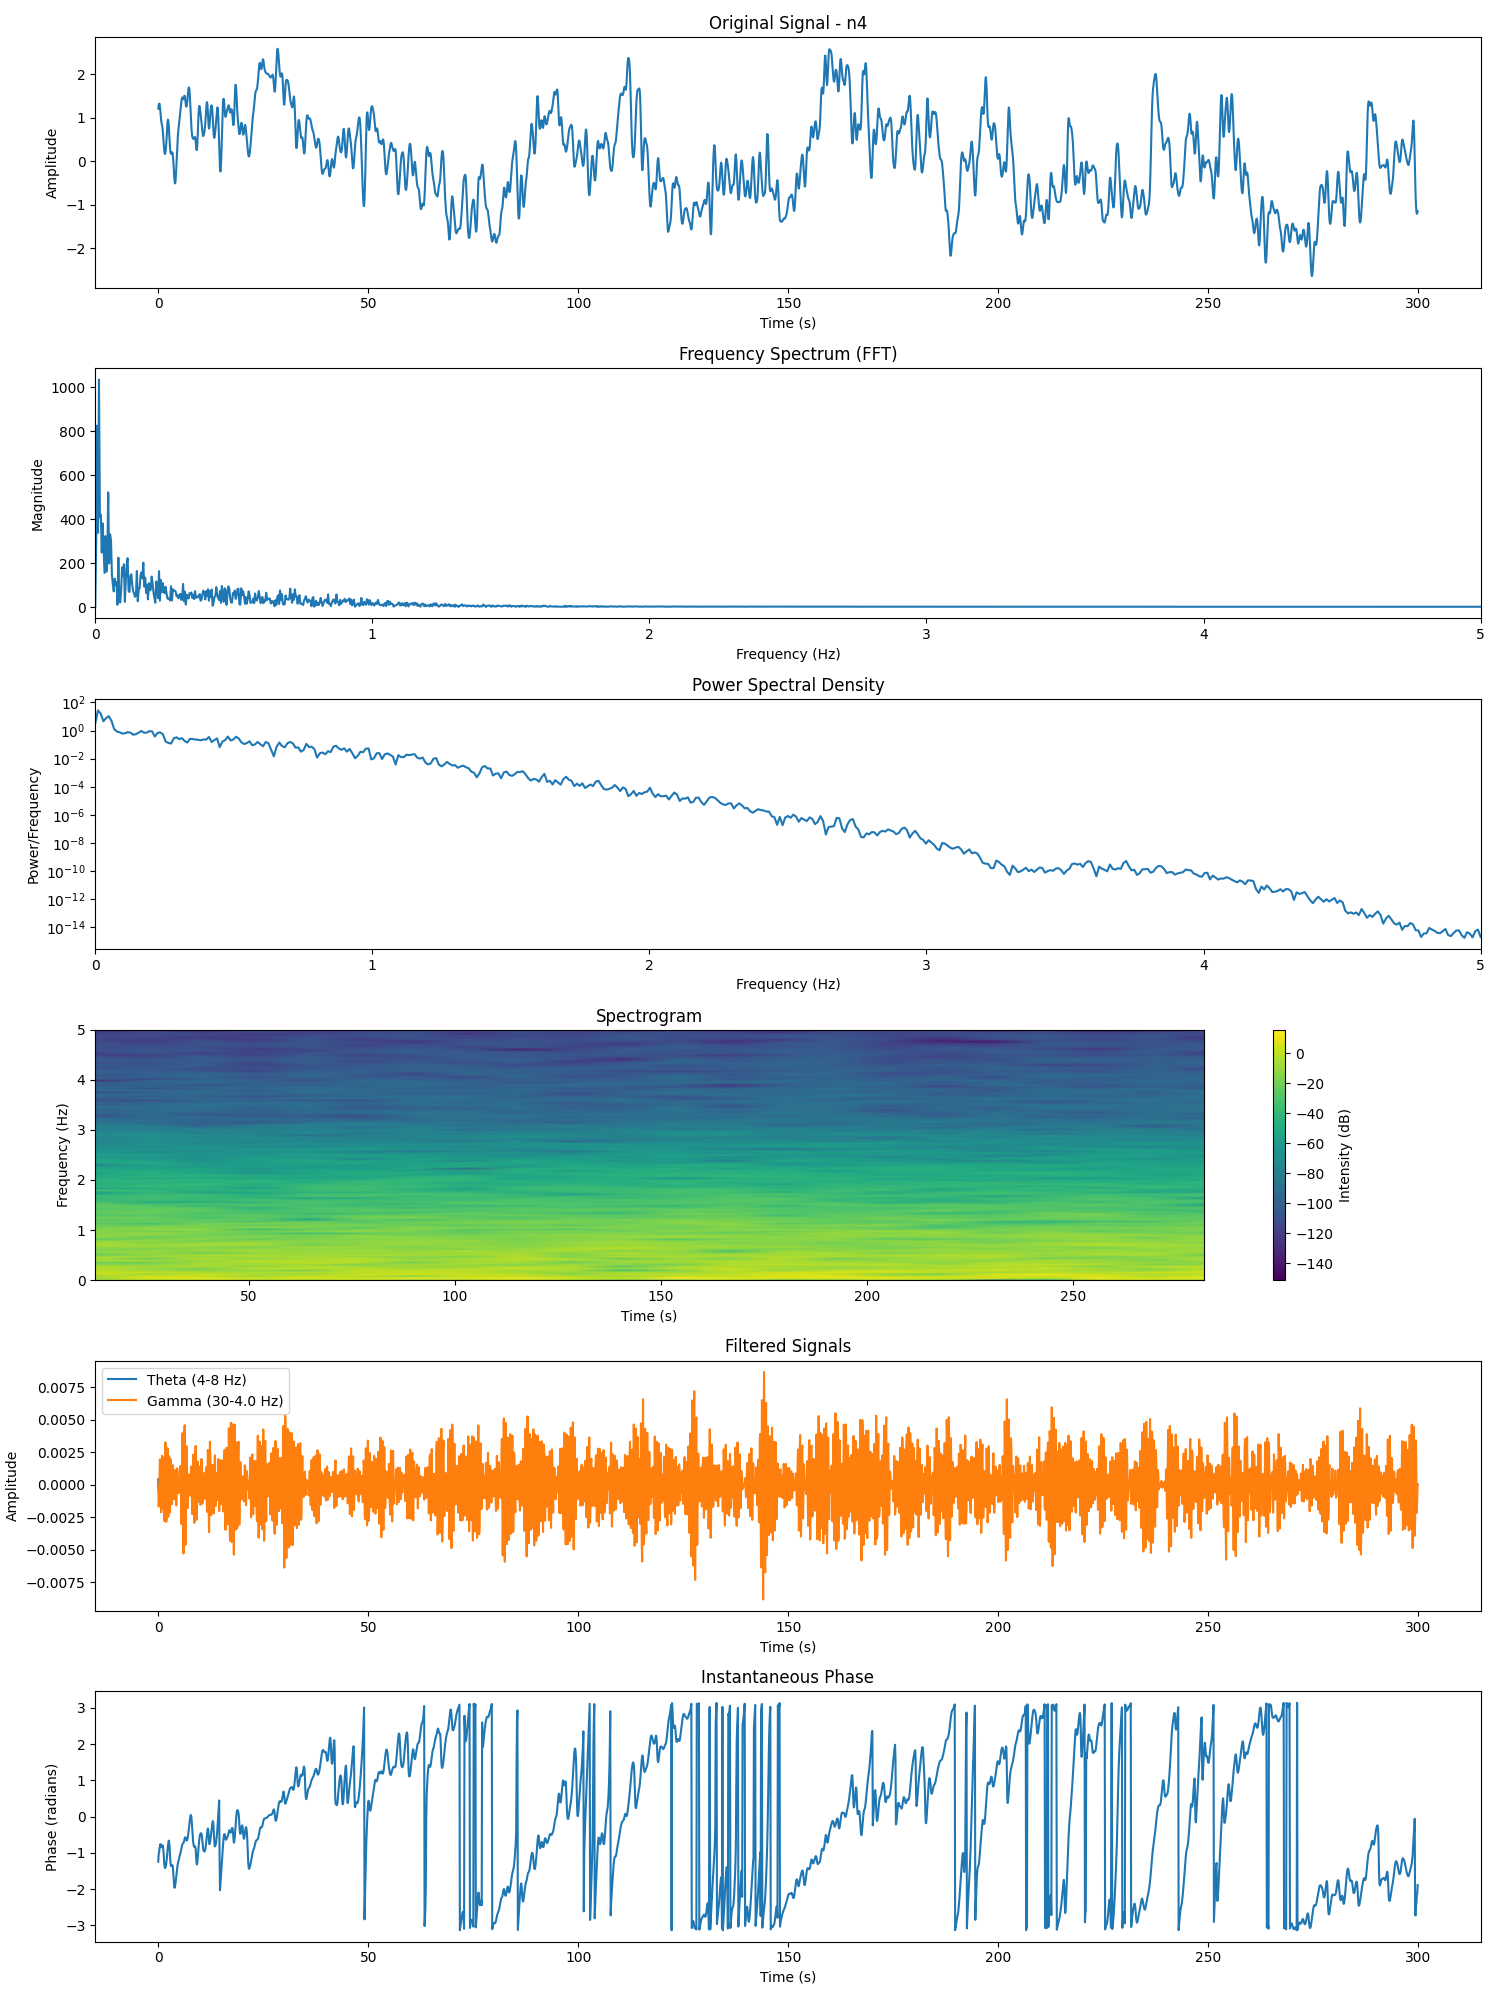 Original Signal - n4
2
1
0
−1
−2
Amplitude
0 50 100 150 200 250 300
Time (s)
Frequency Spectrum (FFT)
1000
800
600
400
200
0
Magnitude
0 1 2 3 4 5
Frequency (Hz)
Power Spectral Density
10^2
10^0
10^−2
10^−4
10^−6
10^−8
10^−10
10^−12
10^−14
Power/Frequency
0 1 2 3 4 5
Frequency (Hz)
Spectrogram
5
4
3
2
1
0
Frequency (Hz)
50 100 150 200 250
Time (s)
0
−20
−40
−60
−80
−100
−120
−140
Intensity (dB)
Filtered Signals
Theta (4-8 Hz)
Gamma (30-4.0 Hz)
0.0075
0.0050
0.0025
0.0000
−0.0025
−0.0050
−0.0075
Amplitude
0 50 100 150 200 250 300
Time (s)
Instantaneous Phase
3
2
1
0
−1
−2
−3
Phase (radians)
0 50 100 150 200 250 300
Time (s)